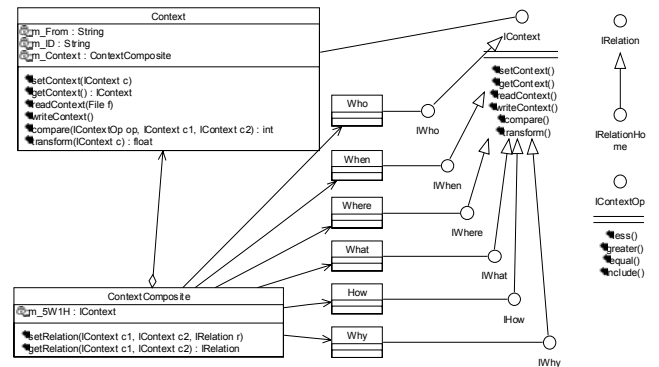 Context
m_From : String
m_ID : String
m_Context : ContextComposite
setContext(IContext c)
getContext() : IContext
readContext(File f)
writeContext()
compare(IContextOp op, IContext c1, IContext c2) : int
transform(IContext c) : float
IContext
setContext()
getContext()
readContext()
writeContext()
compare()
transform()
IRelation
IRelationHo
me
IContextOp
less()
greater()
equal()
include()
Who
IWho
When
IWhen
Where
IWhere
What
IWhat
How
IHow
Why
IWhy
ContextComposite
m_5W1H : IContext
setRelation(IContext c1, IContext c2, IRelation r)
getRelation(IContext c1, IContext c2) : IRelation